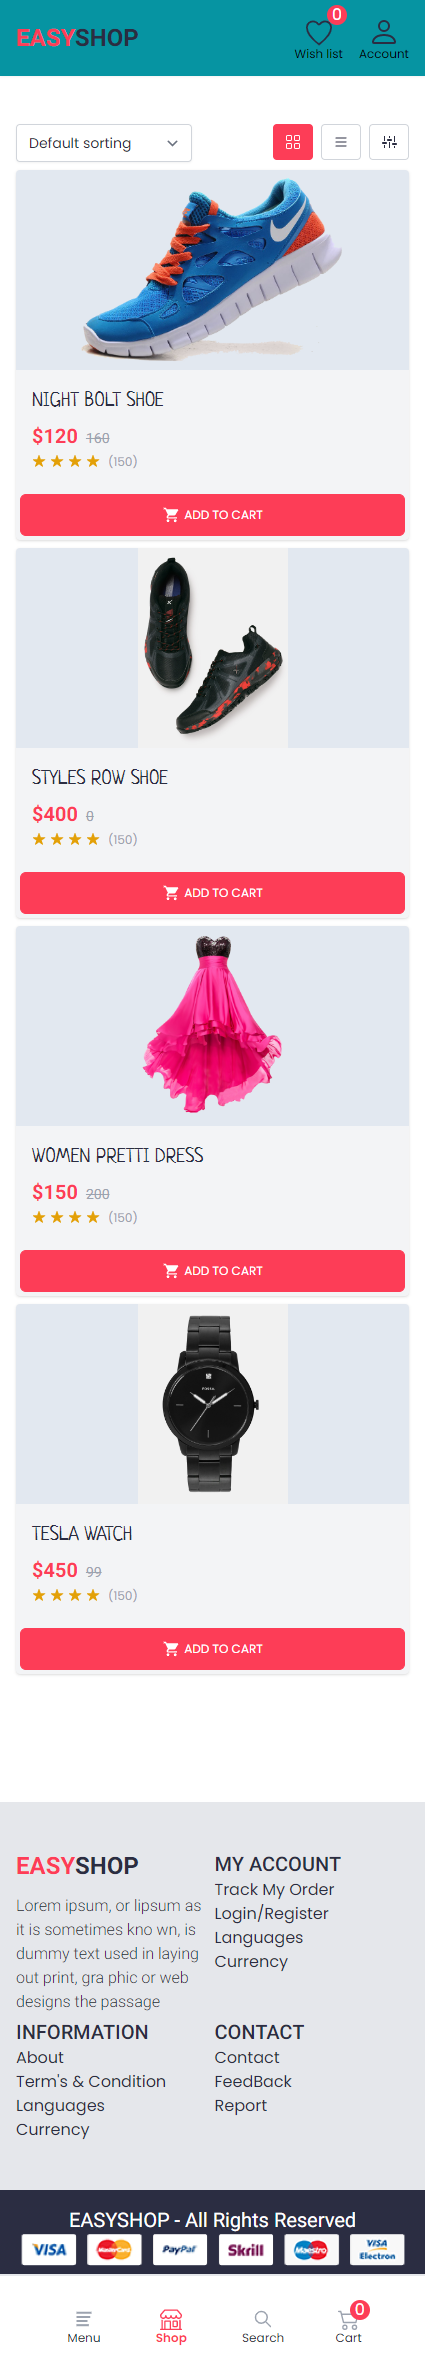 EASYSHOP
0
Wish list
Account
Default sorting
NIGHT BOLT SHOE
$120 160
★★★★ (150)
ADD TO CART
STYLES ROW SHOE
$400 0
★★★★ (150)
ADD TO CART
WOMEN PRETTI DRESS
$150 200
★★★★ (150)
ADD TO CART
FOSSIL
TESLA WATCH
$450 99
★★★★ (150)
ADD TO CART
EASYSHOP
Lorem ipsum, or lipsum as
it is sometimes kno wn, is
dummy text used in laying
out print, gra phic or web
designs the passage
MY ACCOUNT
Track My Order
Login/Register
Languages
Currency
INFORMATION
About
Term's & Condition
Languages
Currency
CONTACT
Contact
FeedBack
Report
EASYSHOP - All Rights Reserved
VISA MasterCard PayPal Skrill Maestro VISA Electron
Menu
Shop
Search
0
Cart